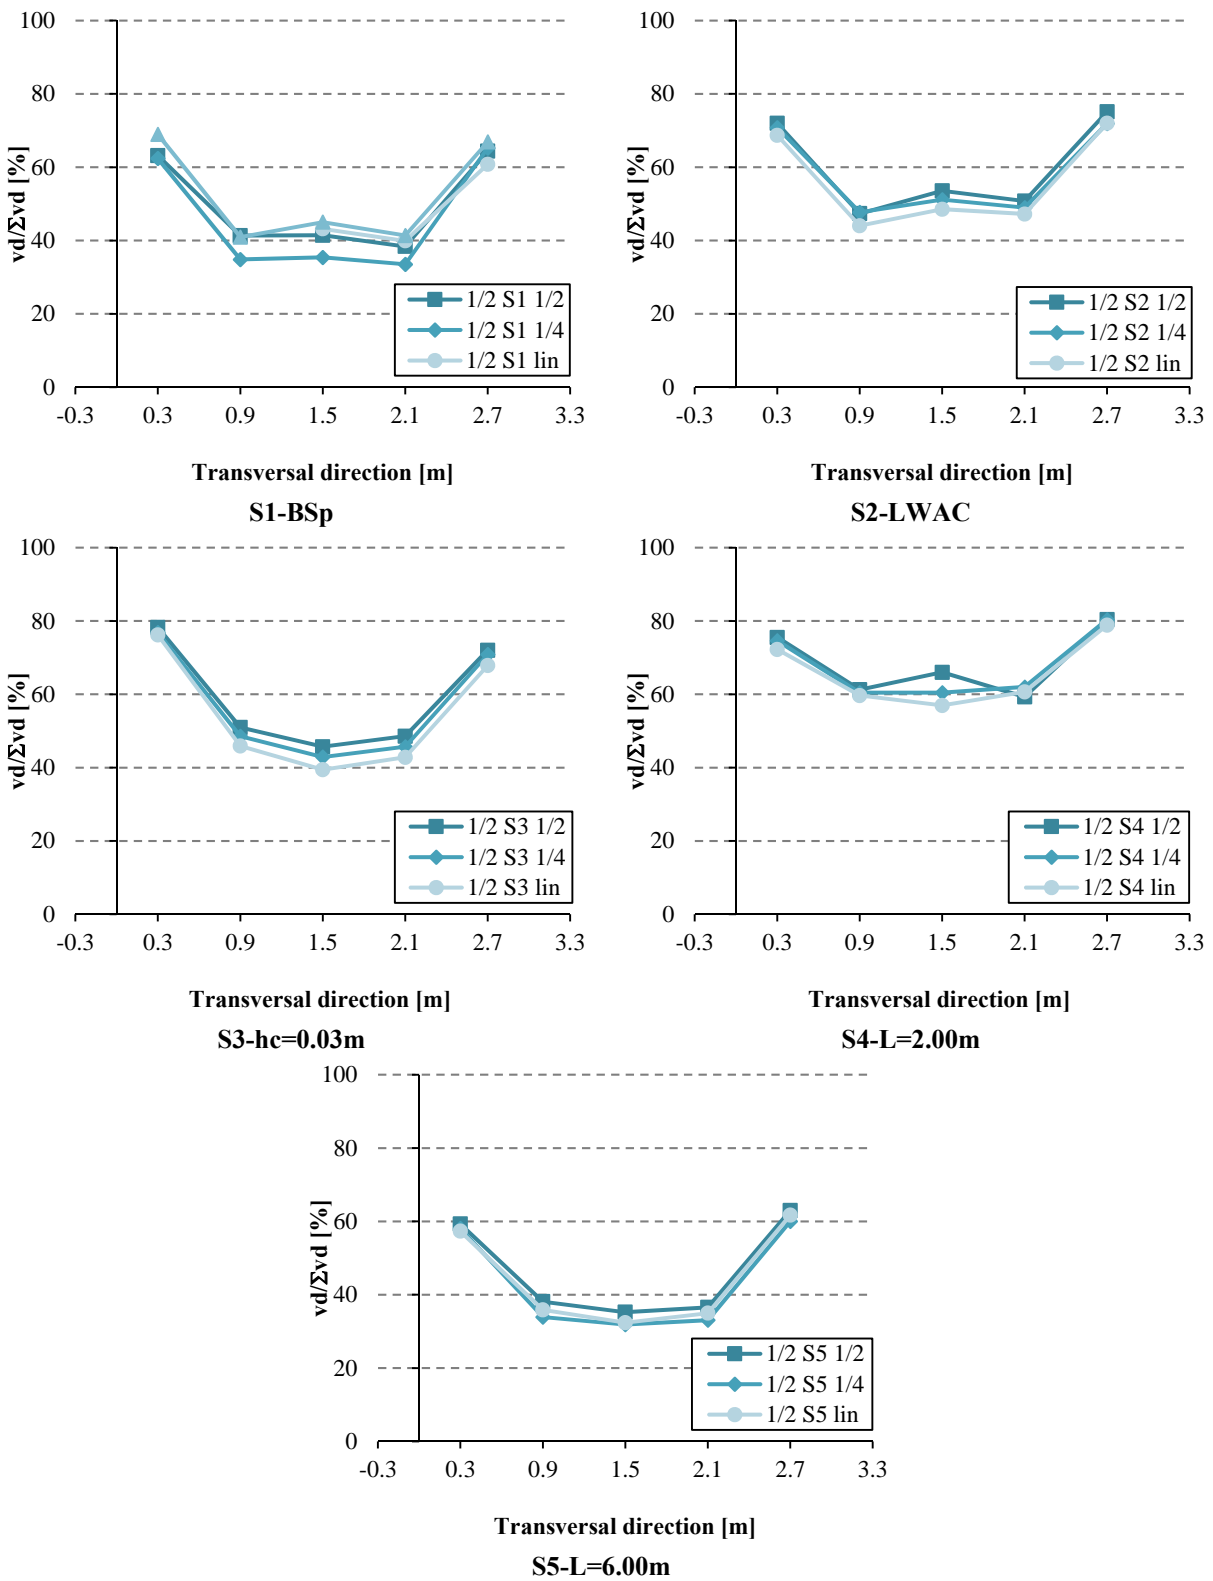 100
80
60
40
20
0
vd/Σvd [%]
-0.3 0.3 0.9 1.5 2.1 2.7 3.3
1/2 S1 1/2
1/2 S1 1/4
1/2 S1 lin
Transversal direction [m]
S1-BSp
100
80
60
40
20
0
vd/Σvd [%]
-0.3 0.3 0.9 1.5 2.1 2.7 3.3
1/2 S2 1/2
1/2 S2 1/4
1/2 S2 lin
Transversal direction [m]
S2-LWAC
100
80
60
40
20
0
vd/Σvd [%]
-0.3 0.3 0.9 1.5 2.1 2.7 3.3
1/2 S3 1/2
1/2 S3 1/4
1/2 S3 lin
Transversal direction [m]
S3-hc=0.03m
100
80
60
40
20
0
vd/Σvd [%]
-0.3 0.3 0.9 1.5 2.1 2.7 3.3
1/2 S4 1/2
1/2 S4 1/4
1/2 S4 lin
Transversal direction [m]
S4-L=2.00m
100
80
60
40
20
0
vd/Σvd [%]
-0.3 0.3 0.9 1.5 2.1 2.7 3.3
1/2 S5 1/2
1/2 S5 1/4
1/2 S5 lin
Transversal direction [m]
S5-L=6.00m